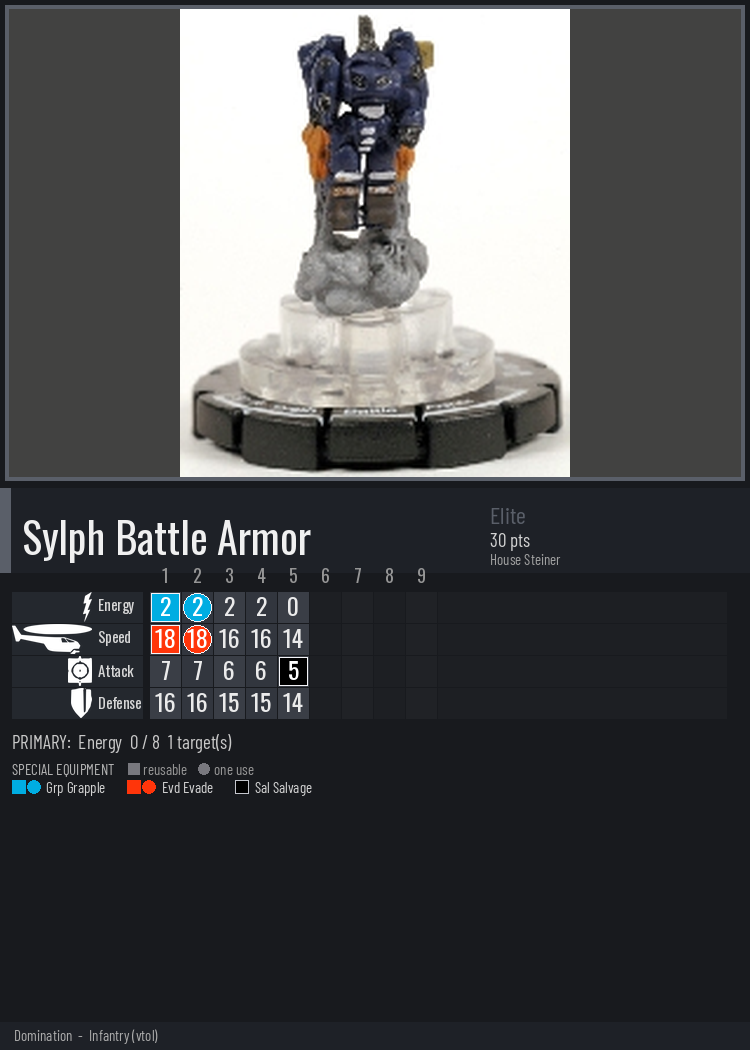 Sylph Battle Armor
Elite
30 pts
House Steiner
1 2 3 4 5 6 7 8 9
Energy 2 2 2 2 0
Speed 18 18 16 16 14
Attack 7 7 6 6 5
Defense 16 16 15 15 14
PRIMARY: Energy 0 / 8 1 target(s)
SPECIAL EQUIPMENT reusable one use
Grp Grapple Evd Evade Sal Salvage
Domination - Infantry (vtol)